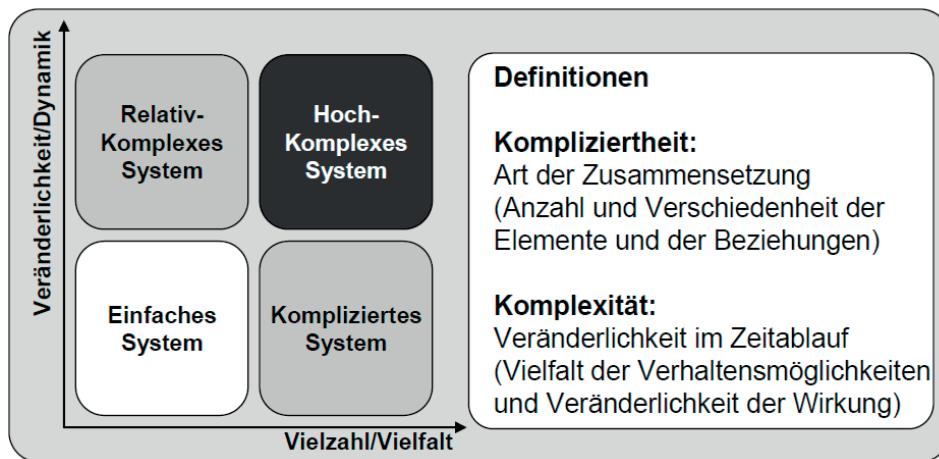 Veränderlichkeit/Dynamik
Relativ-
Komplexes
System
Hoch-
Komplexes
System
Einfaches
System
Kompliziertes
System
Vielzahl/Vielfalt
Definitionen
Kompliziertheit:
Art der Zusammensetzung
(Anzahl und Verschiedenheit der
Elemente und der Beziehungen)
Komplexität:
Veränderlichkeit im Zeitablauf
(Vielfalt der Verhaltensmöglichkeiten
und Veränderlichkeit der Wirkung)